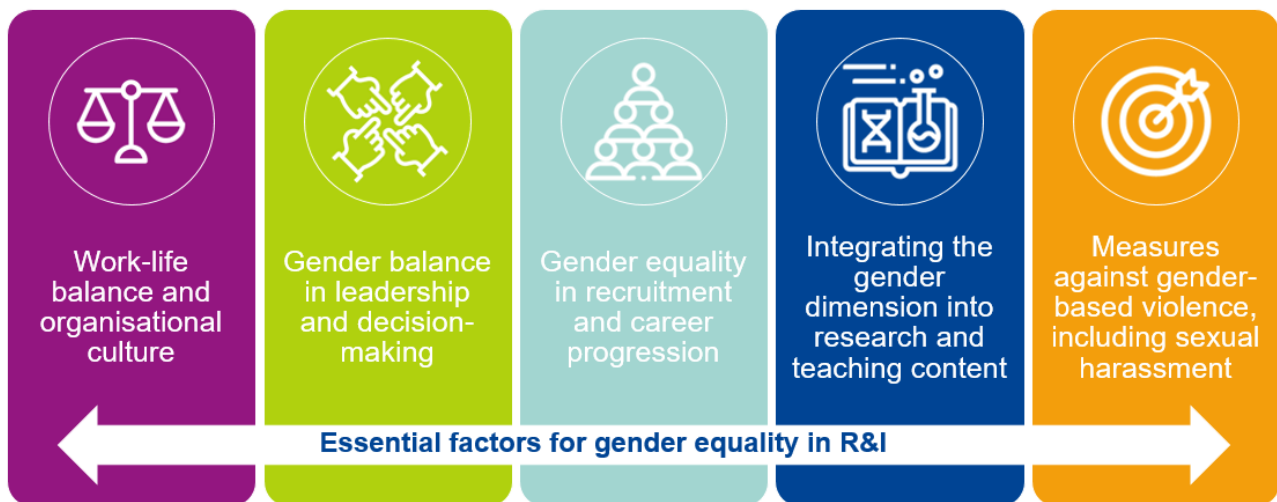 Work-life
balance and
organisational
culture
Gender balance
in leadership
and decision-
making
Gender equality
in recruitment
and career
progression
Integrating the
gender
dimension into
research and
teaching content
Measures
against gender-
based violence,
including sexual
harassment
Essential factors for gender equality in R&I